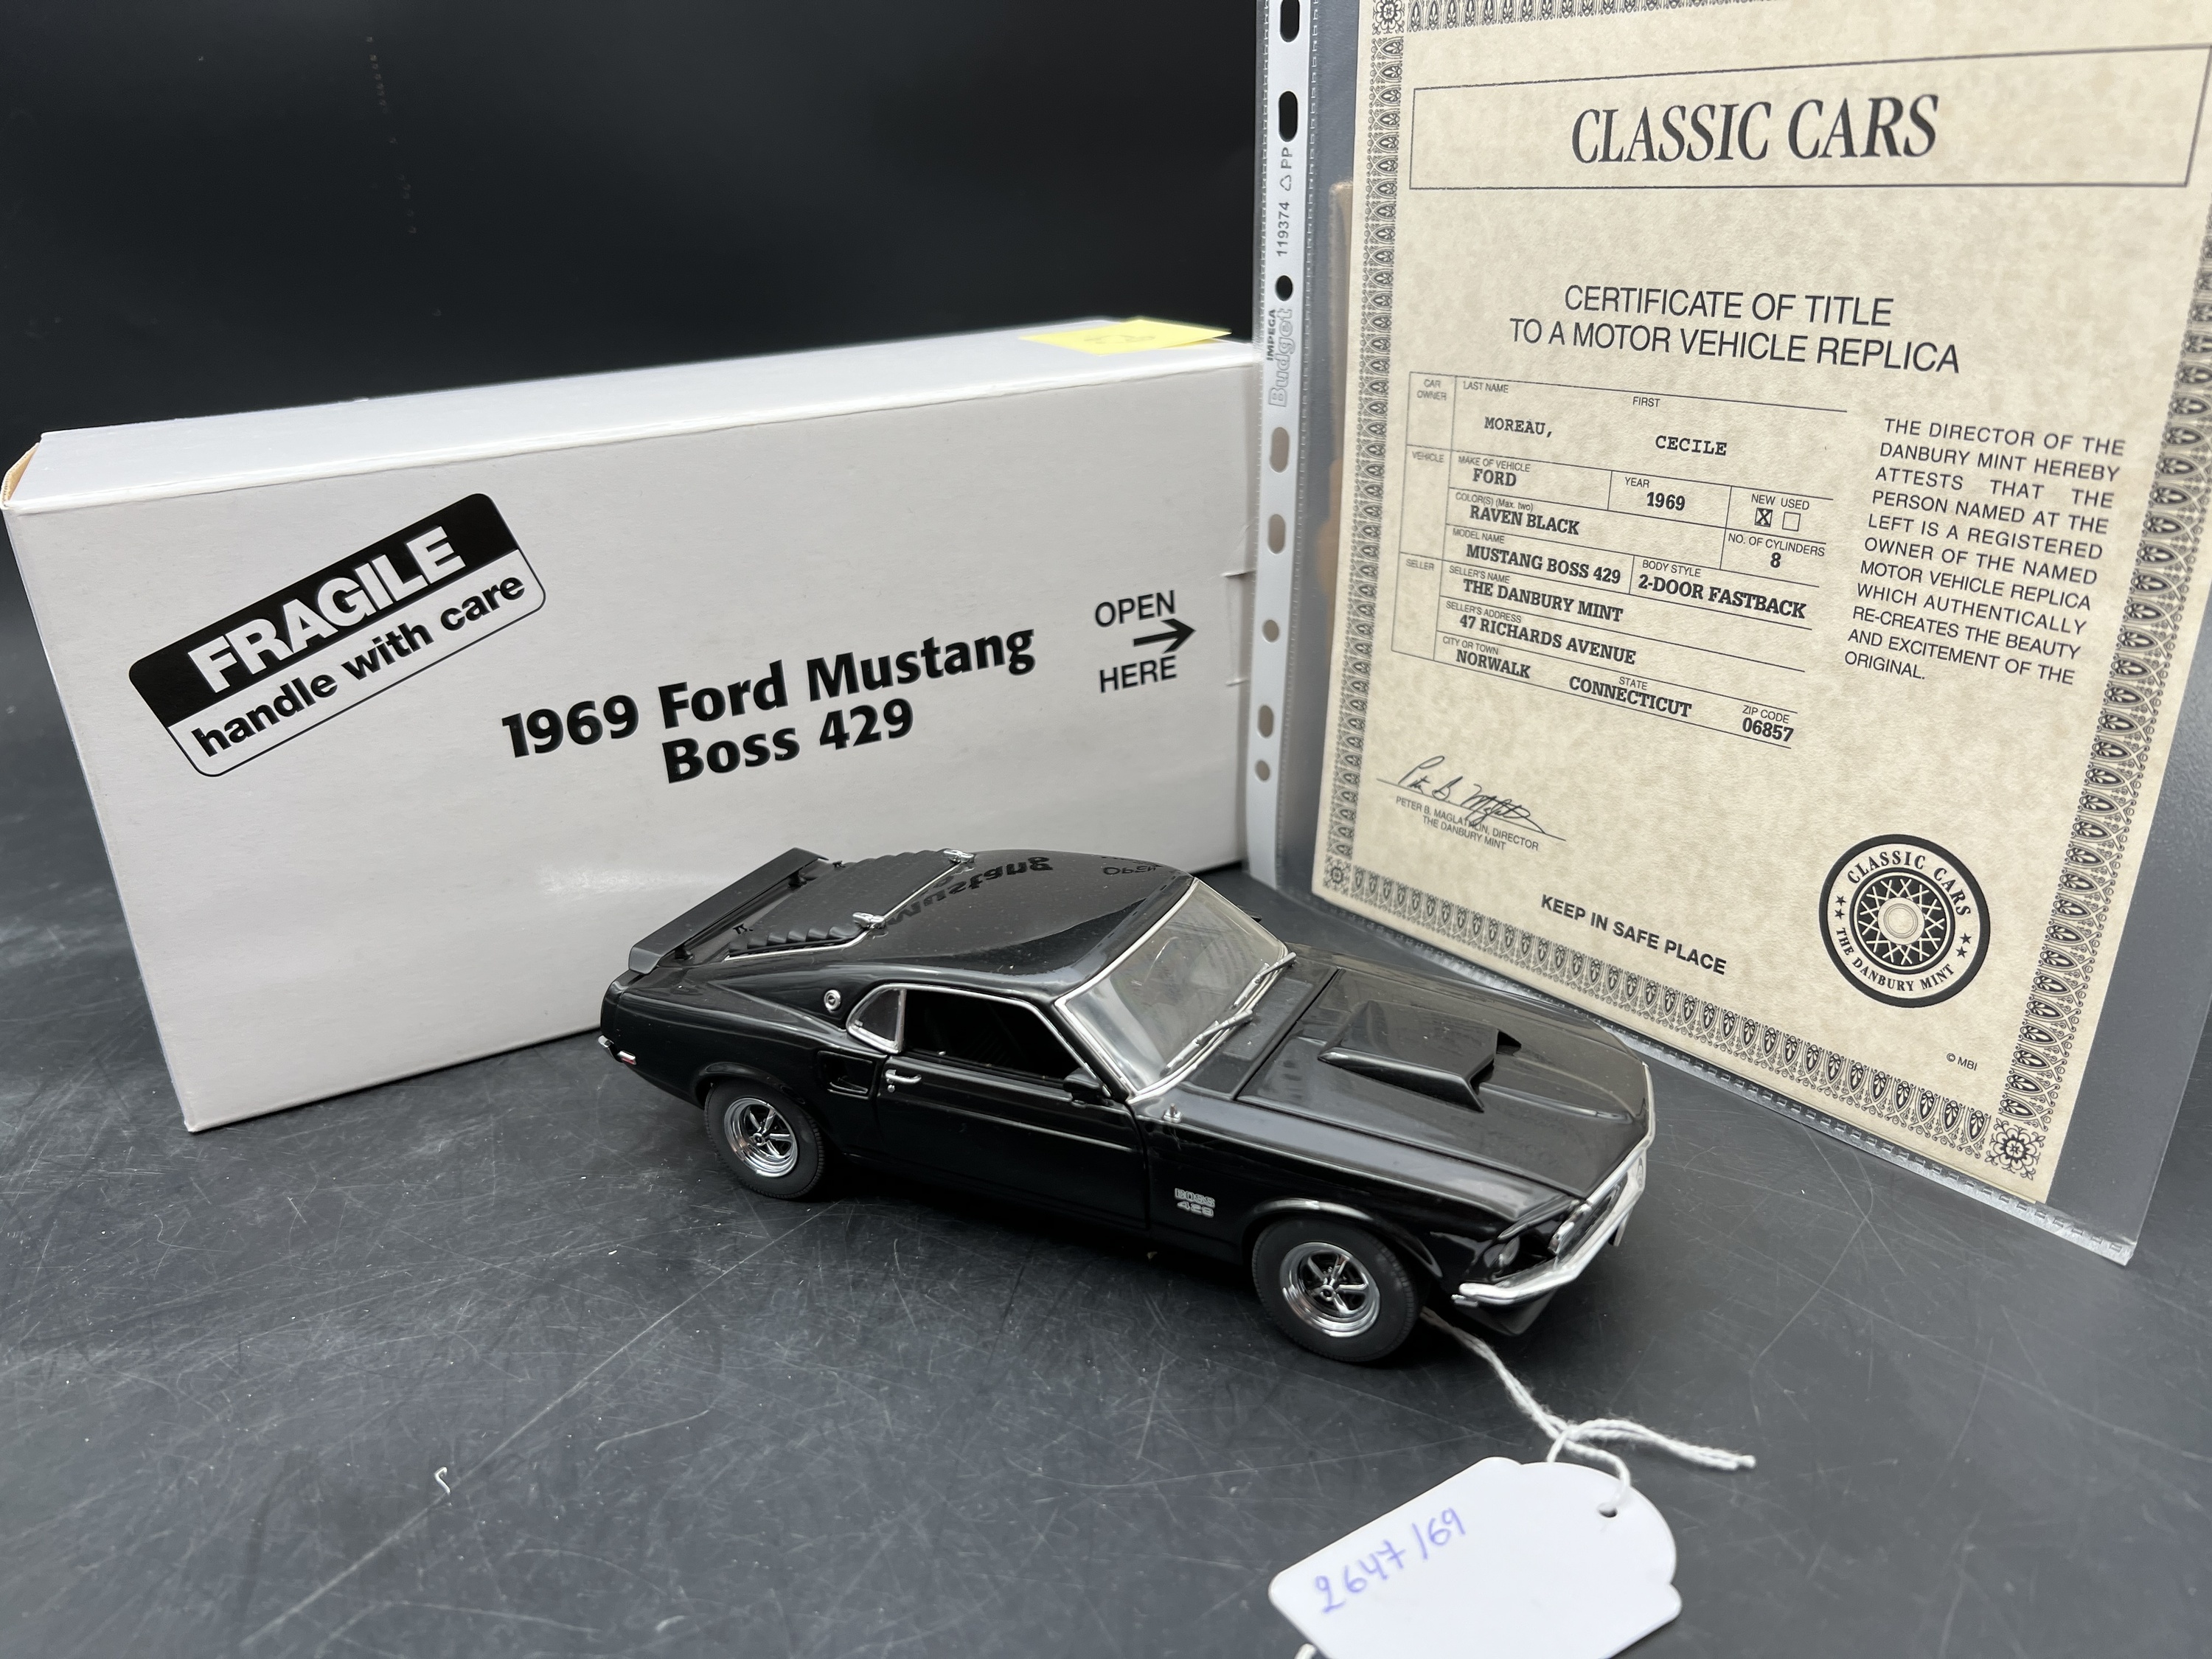 FRAGILE
handle with care
1969 Ford Mustang
Boss 429
OPEN
HERE
IMPEGA
Budget
119374
PP
CLASSIC CARS
CERTIFICATE OF TITLE
TO A MOTOR VEHICLE REPLICA
CAR
OWNER
LAST NAME
FIRST
MOREAU,
CECILE
VEHICLE
MAKE OF VEHICLE
FORD
YEAR
1969
NEW USED
X
COLOR(S) (Max. two)
RAVEN BLACK
NO. OF CYLINDERS
8
MODEL NAME
MUSTANG BOSS 429
BODY STYLE
2-DOOR FASTBACK
SELLER
SELLER'S NAME
THE DANBURY MINT
SELLER'S ADDRESS
47 RICHARDS AVENUE
CITY OR TOWN
NORWALK
STATE
CONNECTICUT
ZIP CODE
06857
THE DIRECTOR OF THE
DANBURY MINT HEREBY
ATTESTS THAT THE
PERSON NAMED AT THE
LEFT IS A REGISTERED
OWNER OF THE NAMED
MOTOR VEHICLE REPLICA
WHICH AUTHENTICALLY
RE-CREATES THE BEAUTY
AND EXCITEMENT OF THE
ORIGINAL.
PETER B. MAGLATHLIN, DIRECTOR
THE DANBURY MINT
KEEP IN SAFE PLACE
CLASSIC CARS
THE DANBURY MINT
© MBI
BOSS
429
2647/69